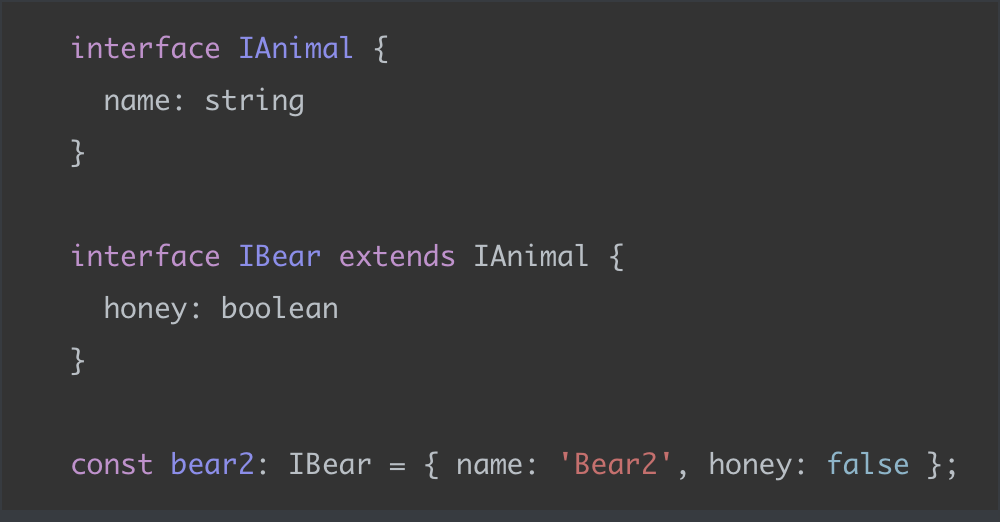 interface IAnimal {
  name: string
}
interface IBear extends IAnimal {
  honey: boolean
}
const bear2: IBear = { name: 'Bear2', honey: false };